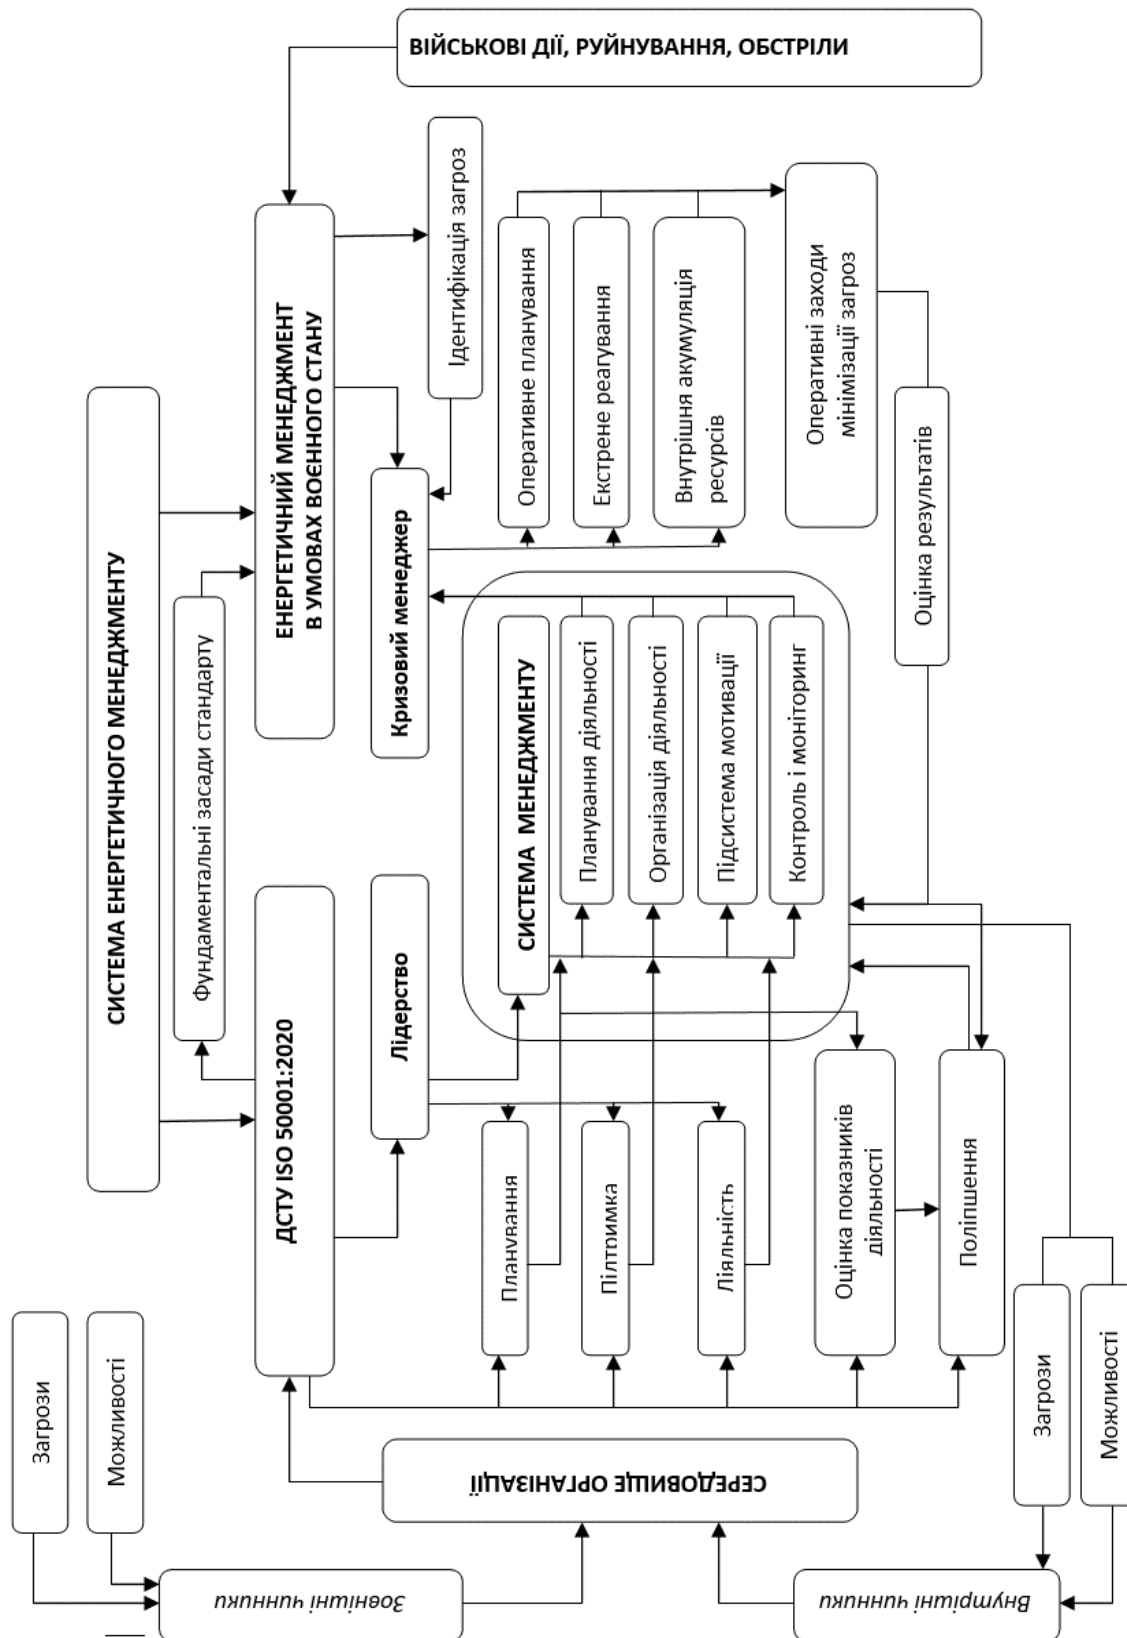 ВІЙСЬКОВІ ДІЇ, РУЙНУВАННЯ, ОБСТРІЛИ
СИСТЕМА ЕНЕРГЕТИЧНОГО МЕНЕДЖМЕНТУ
Фундаментальні засади стандарту
ДСТУ ISO 50001:2020
ЕНЕРГЕТИЧНИЙ МЕНЕДЖМЕНТ
В УМОВАХ ВОЄННОГО СТАНУ
Загрози
Можливості
Зовнішні чинники
СЕРЕДОВИЩЕ ОРГАНІЗАЦІЇ
Внутрішні чинники
Загрози
Можливості
Лідерство
Кризовий менеджер
Ідентифікація загроз
Планування
Пілтримка
Ліяльність
Оцінка показників
діяльності
Поліпшення
СИСТЕМА МЕНЕДЖМЕНТУ
Планування діяльності
Організація діяльності
Підсистема мотивації
Контроль і моніторинг
Оперативне планування
Екстрене реагування
Внутрішня акумуляція
ресурсів
Оперативні заходи
мінімізації загроз
Оцінка результатів